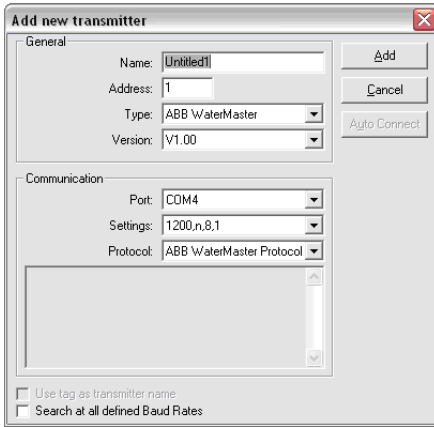 Add new transmitter
General
Name: Untitled1
Address: 1
Type: ABB WaterMaster
Version: V1.00
Add
Cancel
Auto Connect
Communication
Port: COM4
Settings: 1200,n,8,1
Protocol: ABB WaterMaster Protocol
Use tag as transmitter name
Search at all defined Baud Rates